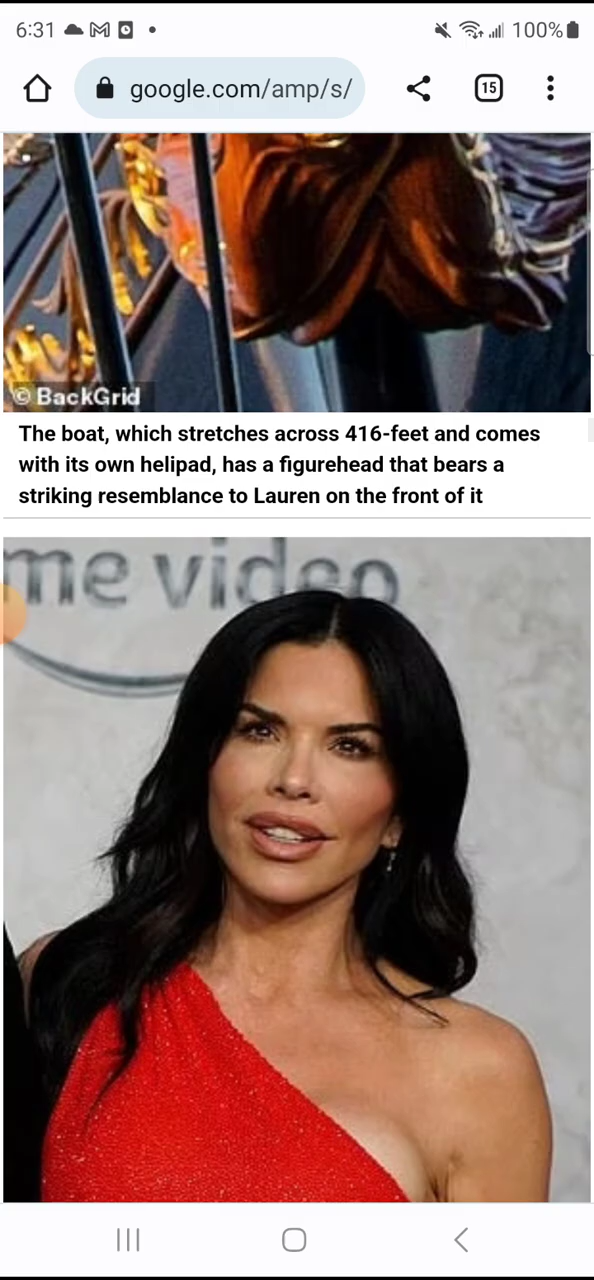 6:31
100%
google.com/amp/s/
15
© BackGrid
The boat, which stretches across 416-feet and comes
with its own helipad, has a figurehead that bears a
striking resemblance to Lauren on the front of it
me video